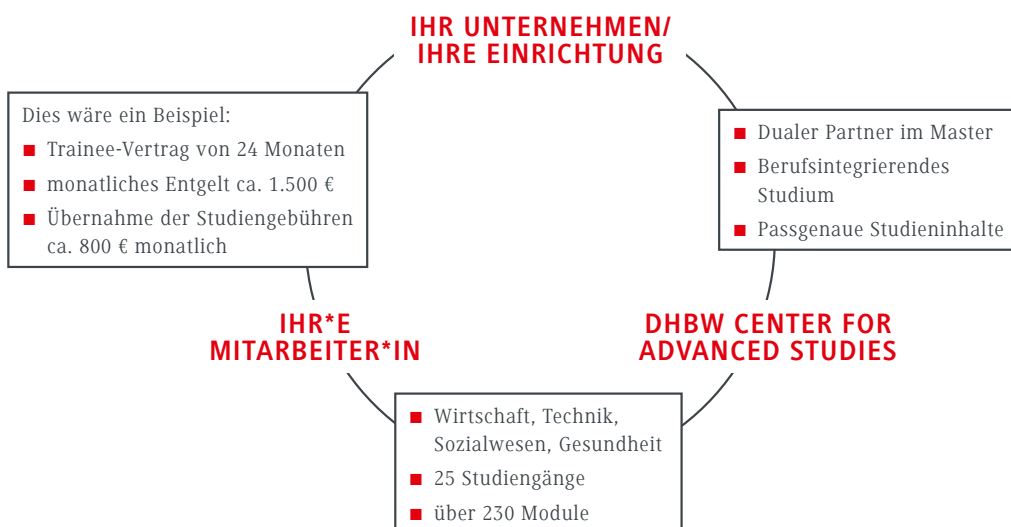 IHR UNTERNEHMEN/
IHRE EINRICHTUNG
Dies wäre ein Beispiel:
■ Trainee-Vertrag von 24 Monaten
■ monatliches Entgelt ca. 1.500 €
■ Übernahme der Studiengebühren
ca. 800 € monatlich
■ Dualer Partner im Master
■ Berufsintegrierendes
Studium
■ Passgenaue Studieninhalte
IHR*E
MITARBEITER*IN
DHBW CENTER FOR
ADVANCED STUDIES
■ Wirtschaft, Technik,
Sozialwesen, Gesundheit
■ 25 Studiengänge
■ über 230 Module